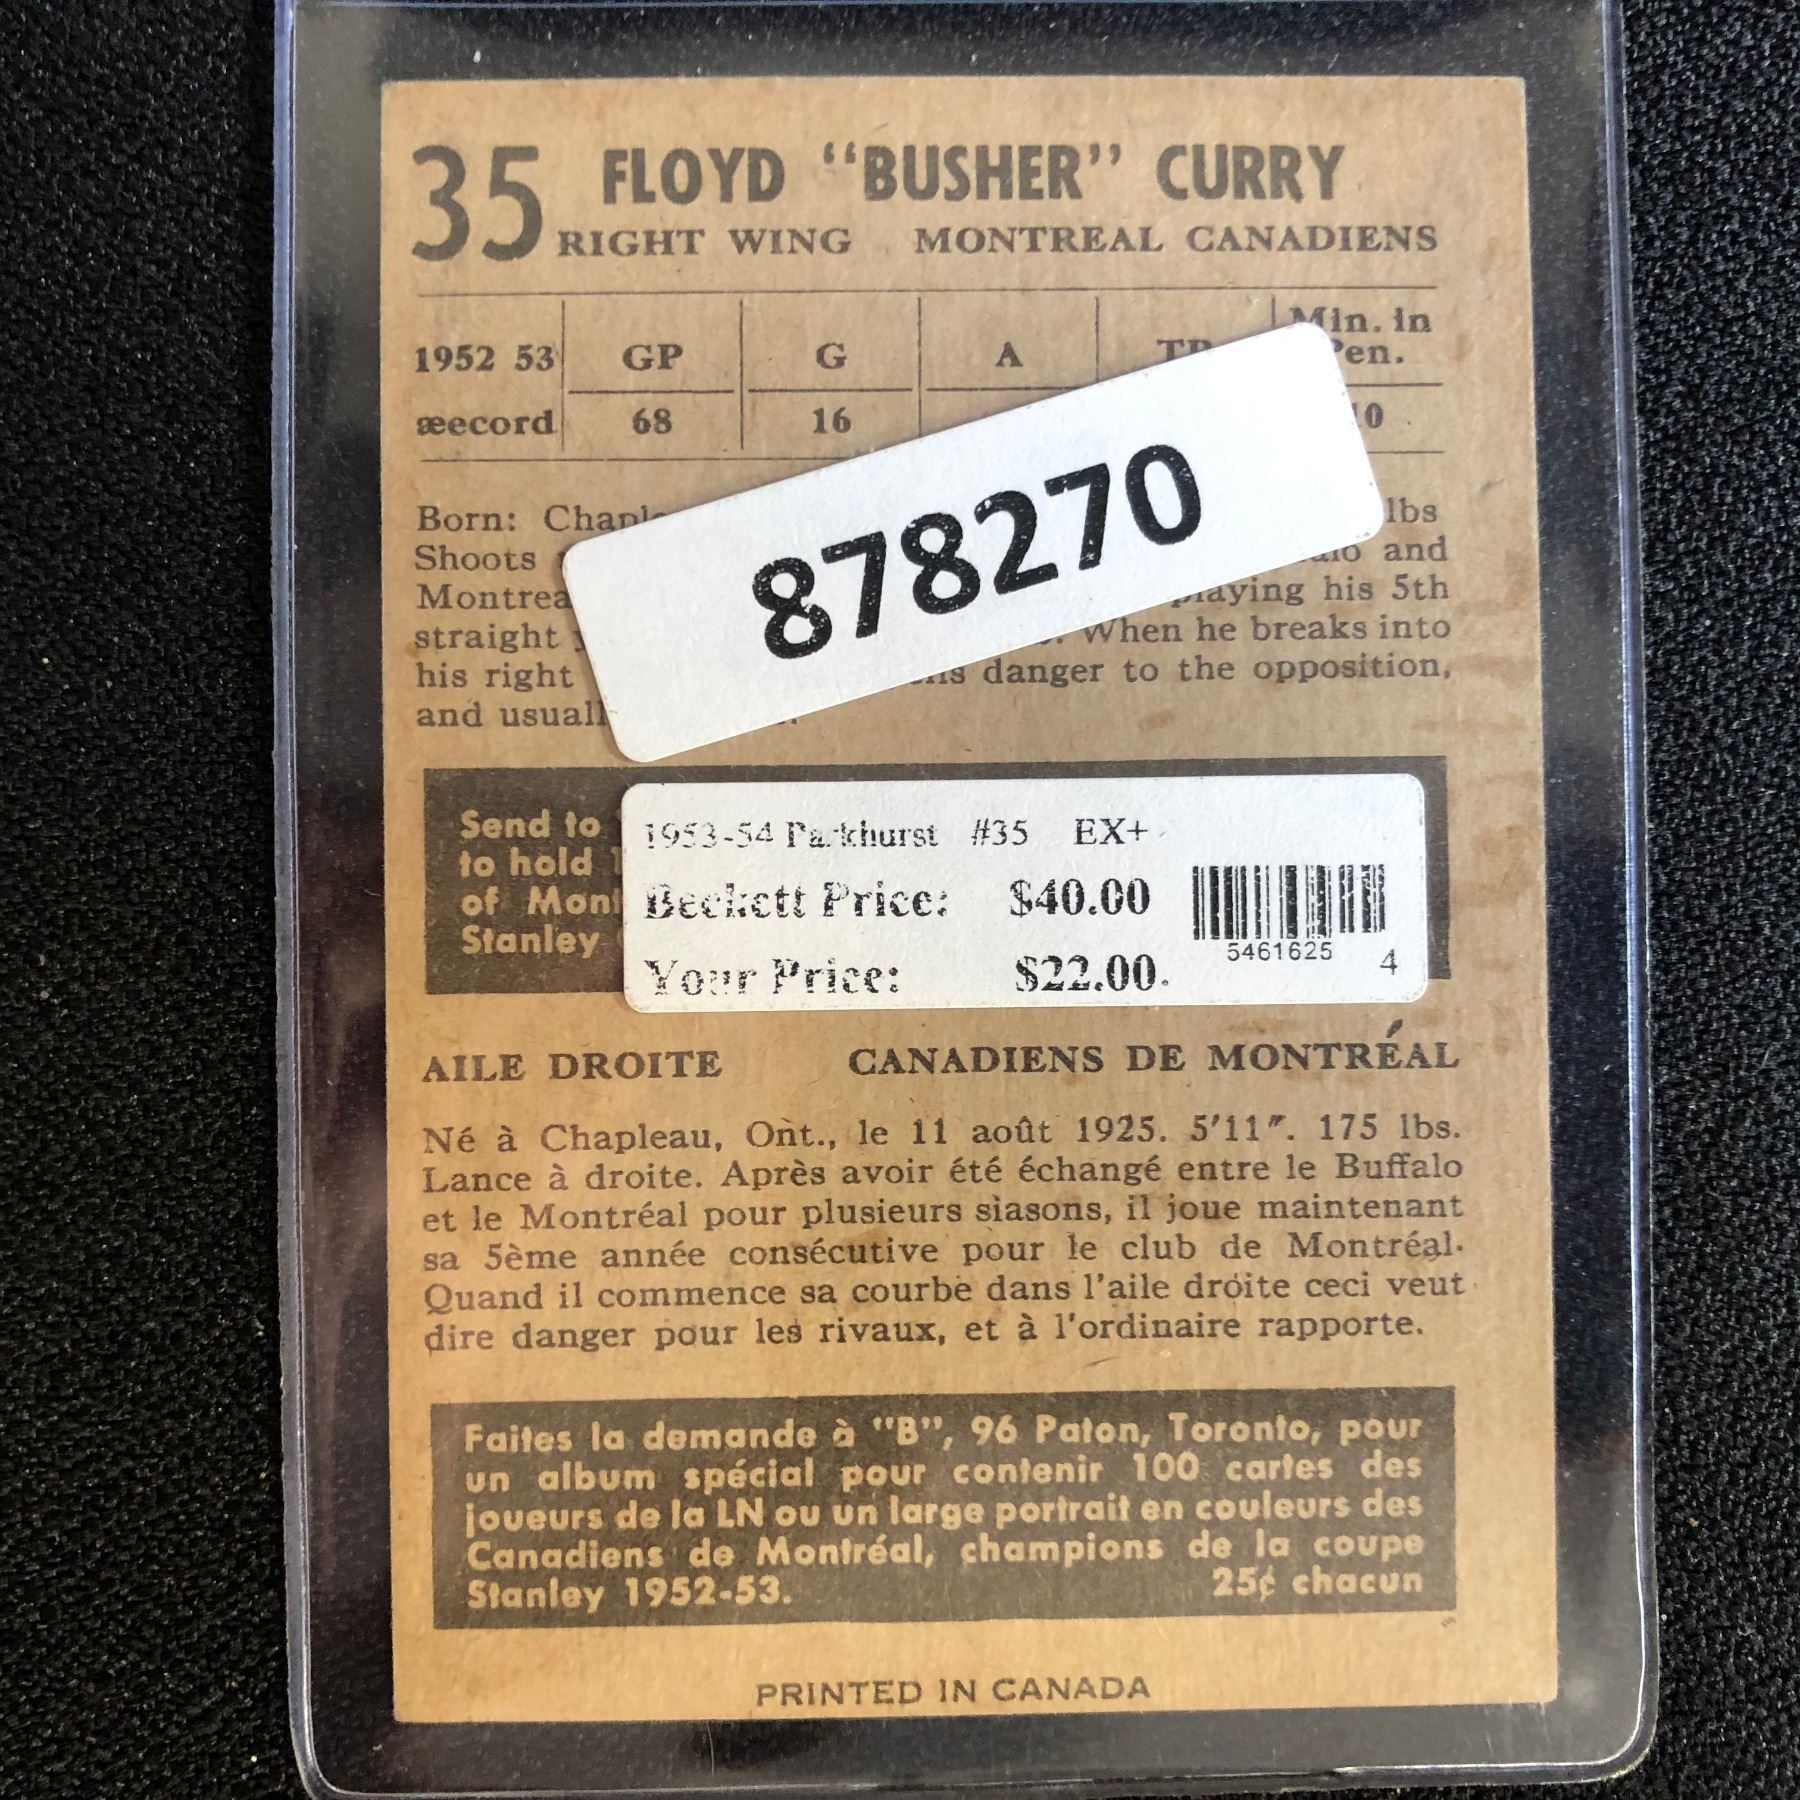 35 FLOYD “BUSHER” CURRY
RIGHT WING MONTREAL CANADIENS
1952 53 GP G A Min. in
Pen.
æecord 68 16
Born: lbs
Shoots and
playing his 5th
straight When he breaks into
his right danger to the opposition,
and
878270
Send to
to hold
of
Stanley
1953-54 Parkhurst #35 EX+
Beckett Price: $40.00
Your Price: $22.00
5461625
4
AILE DROITE CANADIENS DE MONTRÉAL
Né à Chapleau, Ont., le 11 août 1925. 5'11". 175 lbs.
Lance à droite. Après avoir été échangé entre le Buffalo
et le Montréal pour plusieurs siasons, il joue maintenant
sa 5ème année consécutive pour le club de Montréal.
Quand il commence sa courbe dans l'aile dróite ceci veut
dire danger pour les rivaux, et à l'ordinaire rapporte.
Faites la demande à "B", 96 Paton, Toronto, pour
un album spécial pour contenir 100 cartes des
joueurs de la LN ou un large portrait en couleurs des
Canadiens de Montréal, champions de la coupe
Stanley 1952-53. 25¢ chacun
PRINTED IN CANADA